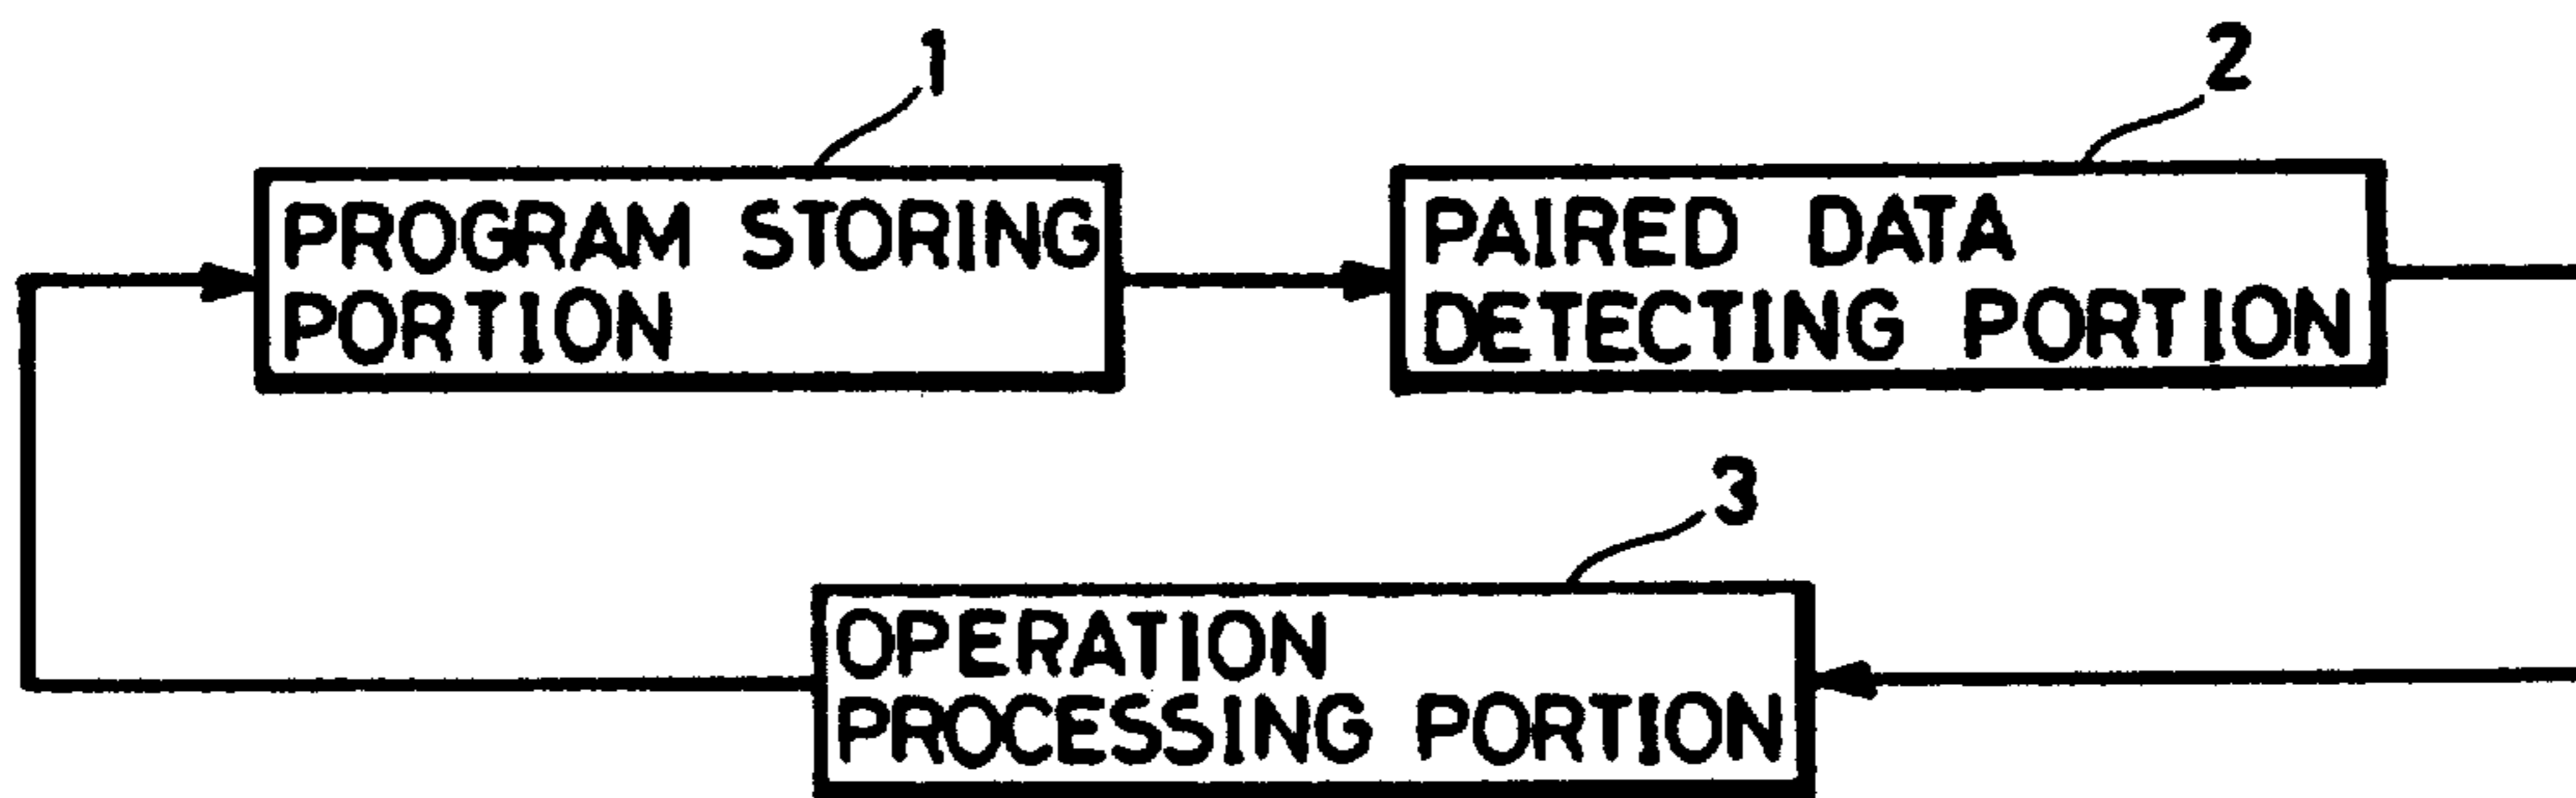 1
2
PROGRAM STORING
PORTION
PAIRED DATA
DETECTING PORTION
3
OPERATION
PROCESSING PORTION